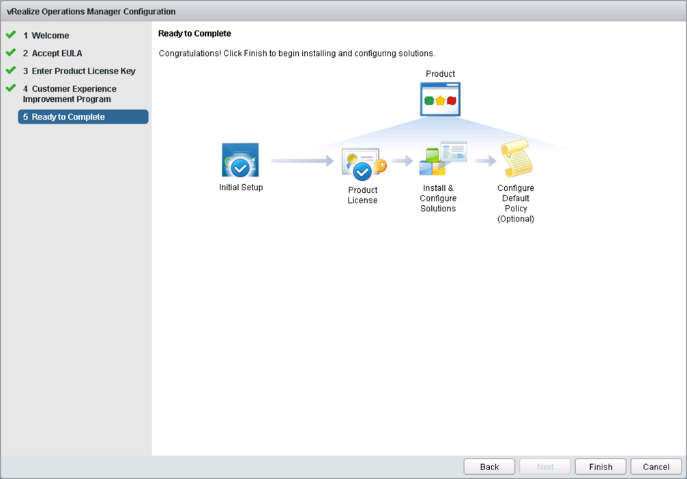 vRealize Operations Manager Configuration
1 Welcome
2 Accept EULA
3 Enter Product License Key
4 Customer Experience
Improvement Program
5 Ready to Complete
Ready to Complete
Congratulations! Click Finish to begin installing and configuring solutions.
Product
Initial Setup
Product
License
Install &
Configure
Solutions
Configure
Default
Policy
(Optional)
Back
Next
Finish
Cancel